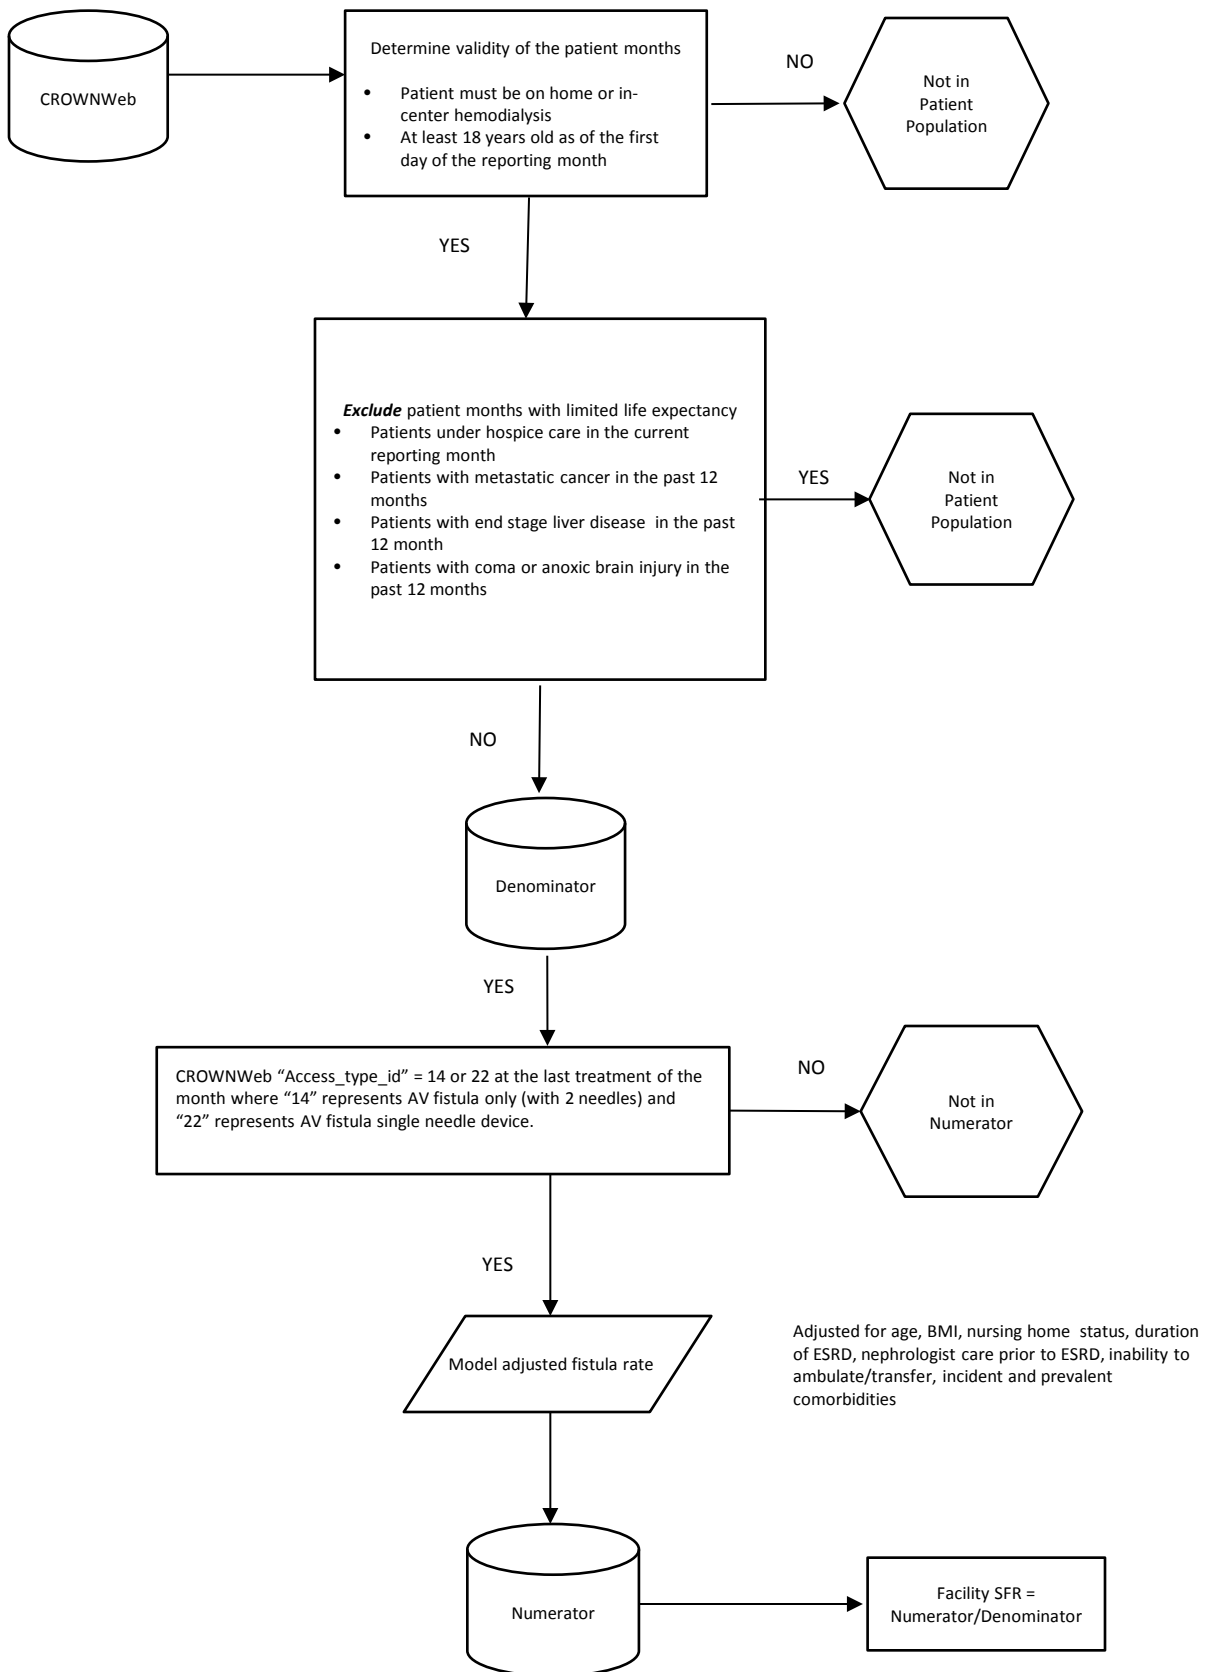 CROWNWeb
Determine validity of the patient months
• Patient must be on home or in-
center hemodialysis
• At least 18 years old as of the first
day of the reporting month
NO
Not in
Patient
Population
YES
Exclude patient months with limited life expectancy
• Patients under hospice care in the current
reporting month
• Patients with metastatic cancer in the past 12
months
• Patients with end stage liver disease in the past
12 month
• Patients with coma or anoxic brain injury in the
past 12 months
YES
Not in
Patient
Population
NO
Denominator
YES
CROWNWeb “Access_type_id” = 14 or 22 at the last treatment of the
month where “14” represents AV fistula only (with 2 needles) and
“22” represents AV fistula single needle device.
NO
Not in
Numerator
YES
Model adjusted fistula rate
Adjusted for age, BMI, nursing home status, duration
of ESRD, nephrologist care prior to ESRD, inability to
ambulate/transfer, incident and prevalent
comorbidities
Numerator
Facility SFR =
Numerator/Denominator